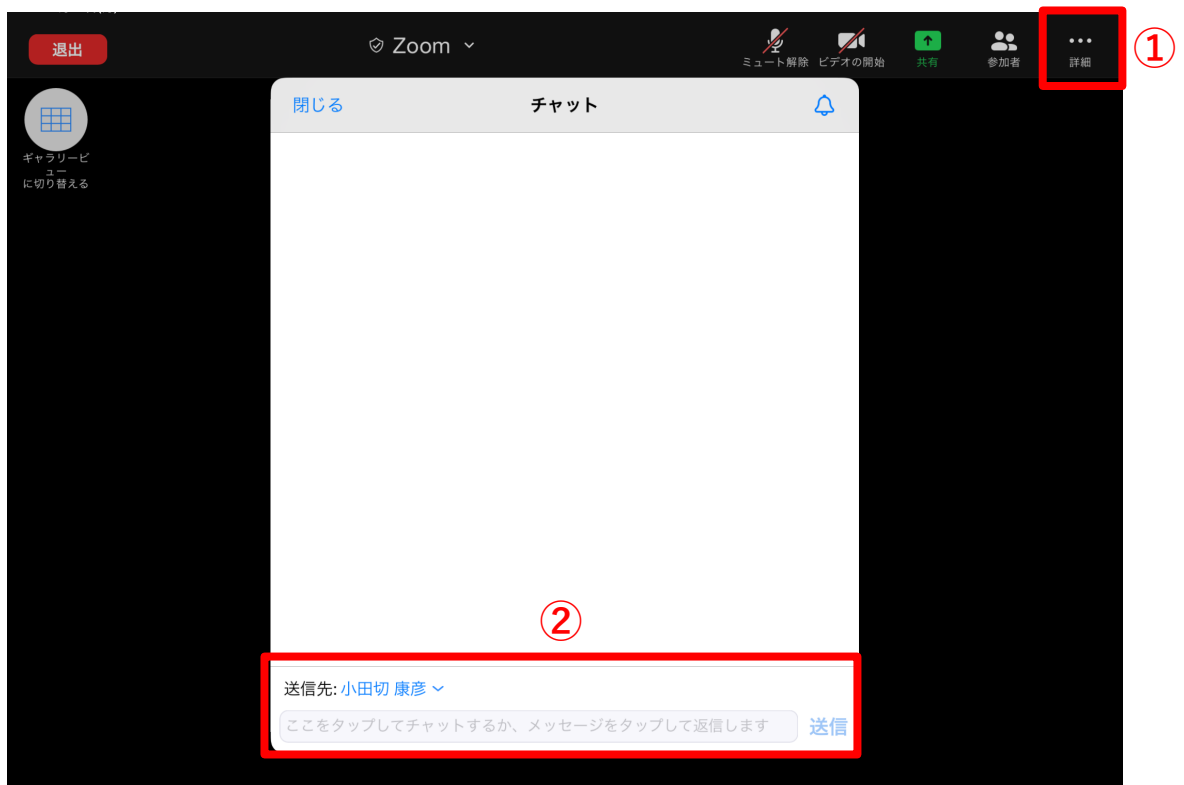 退出
Zoom
ミュート解除
ビデオの開始
共有
参加者
詳細
①
ギャラリービ
ュー
に切り替える
閉じる
チャット
②
送信先: 小田切 康彦
ここをタップしてチャットするか、メッセージをタップして返信します
送信